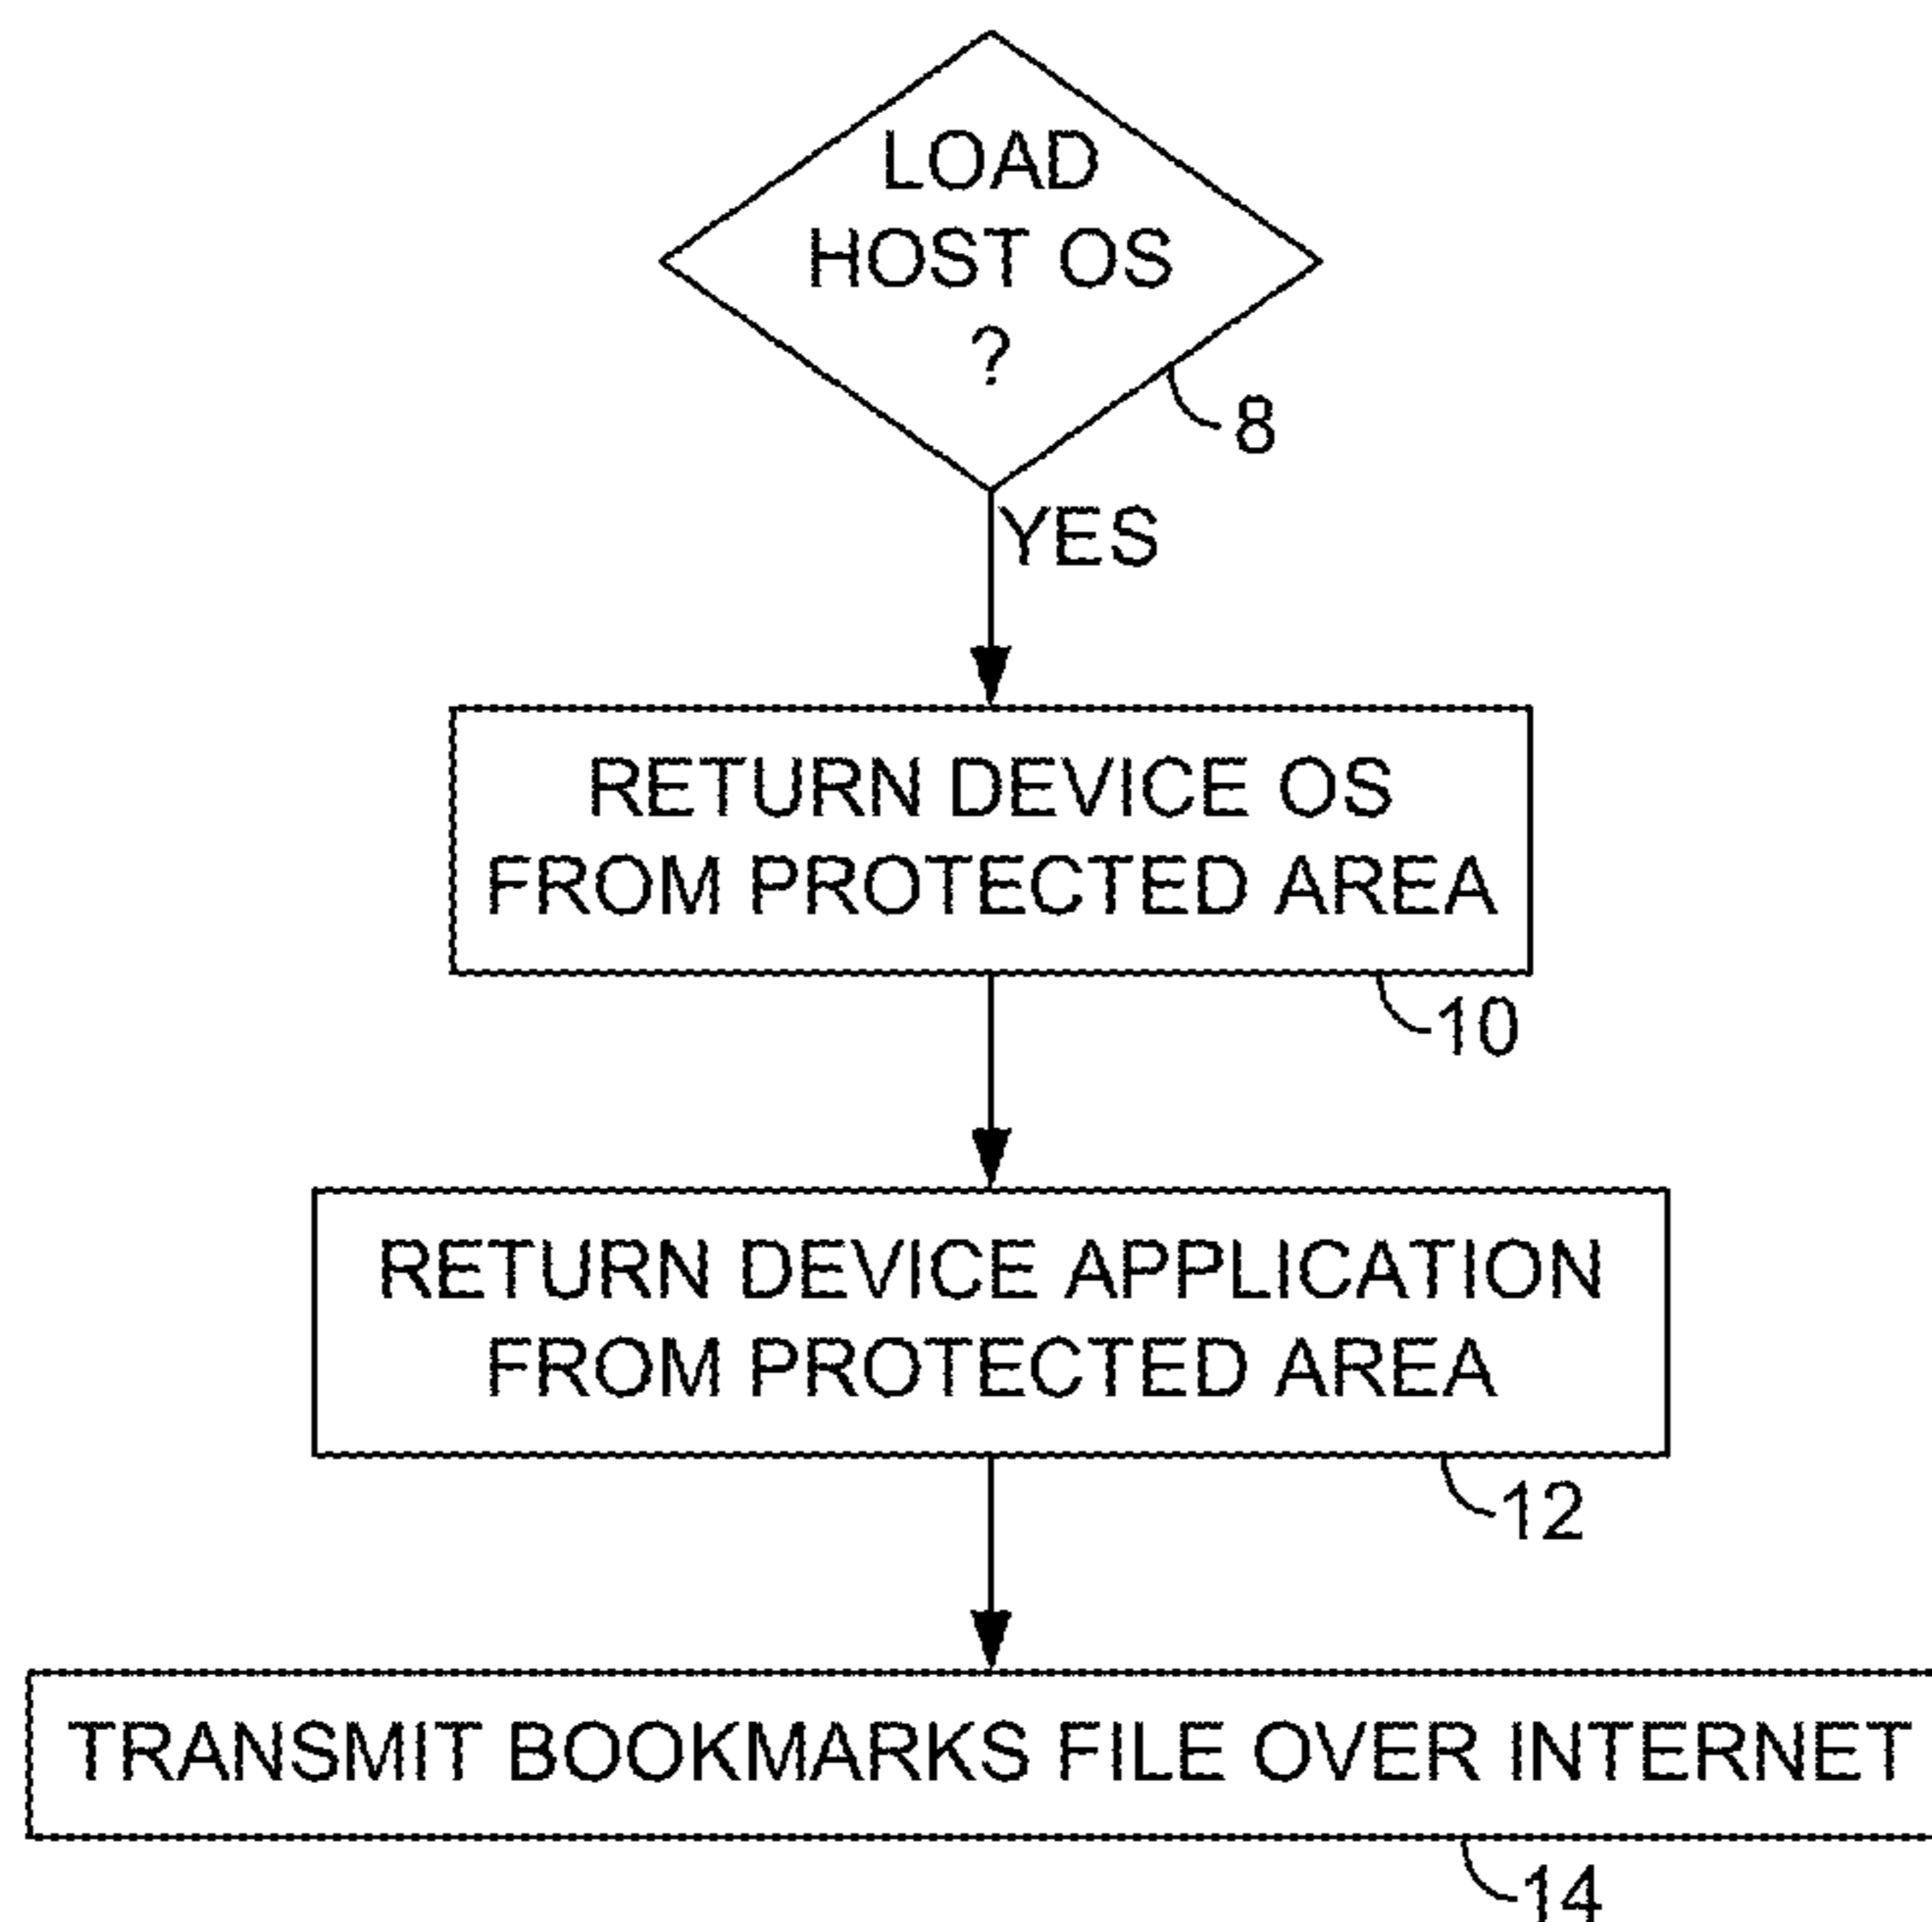 LOAD
HOST OS
?
8
YES
RETURN DEVICE OS
FROM PROTECTED AREA
10
RETURN DEVICE APPLICATION
FROM PROTECTED AREA
12
TRANSMIT BOOKMARKS FILE OVER INTERNET
14